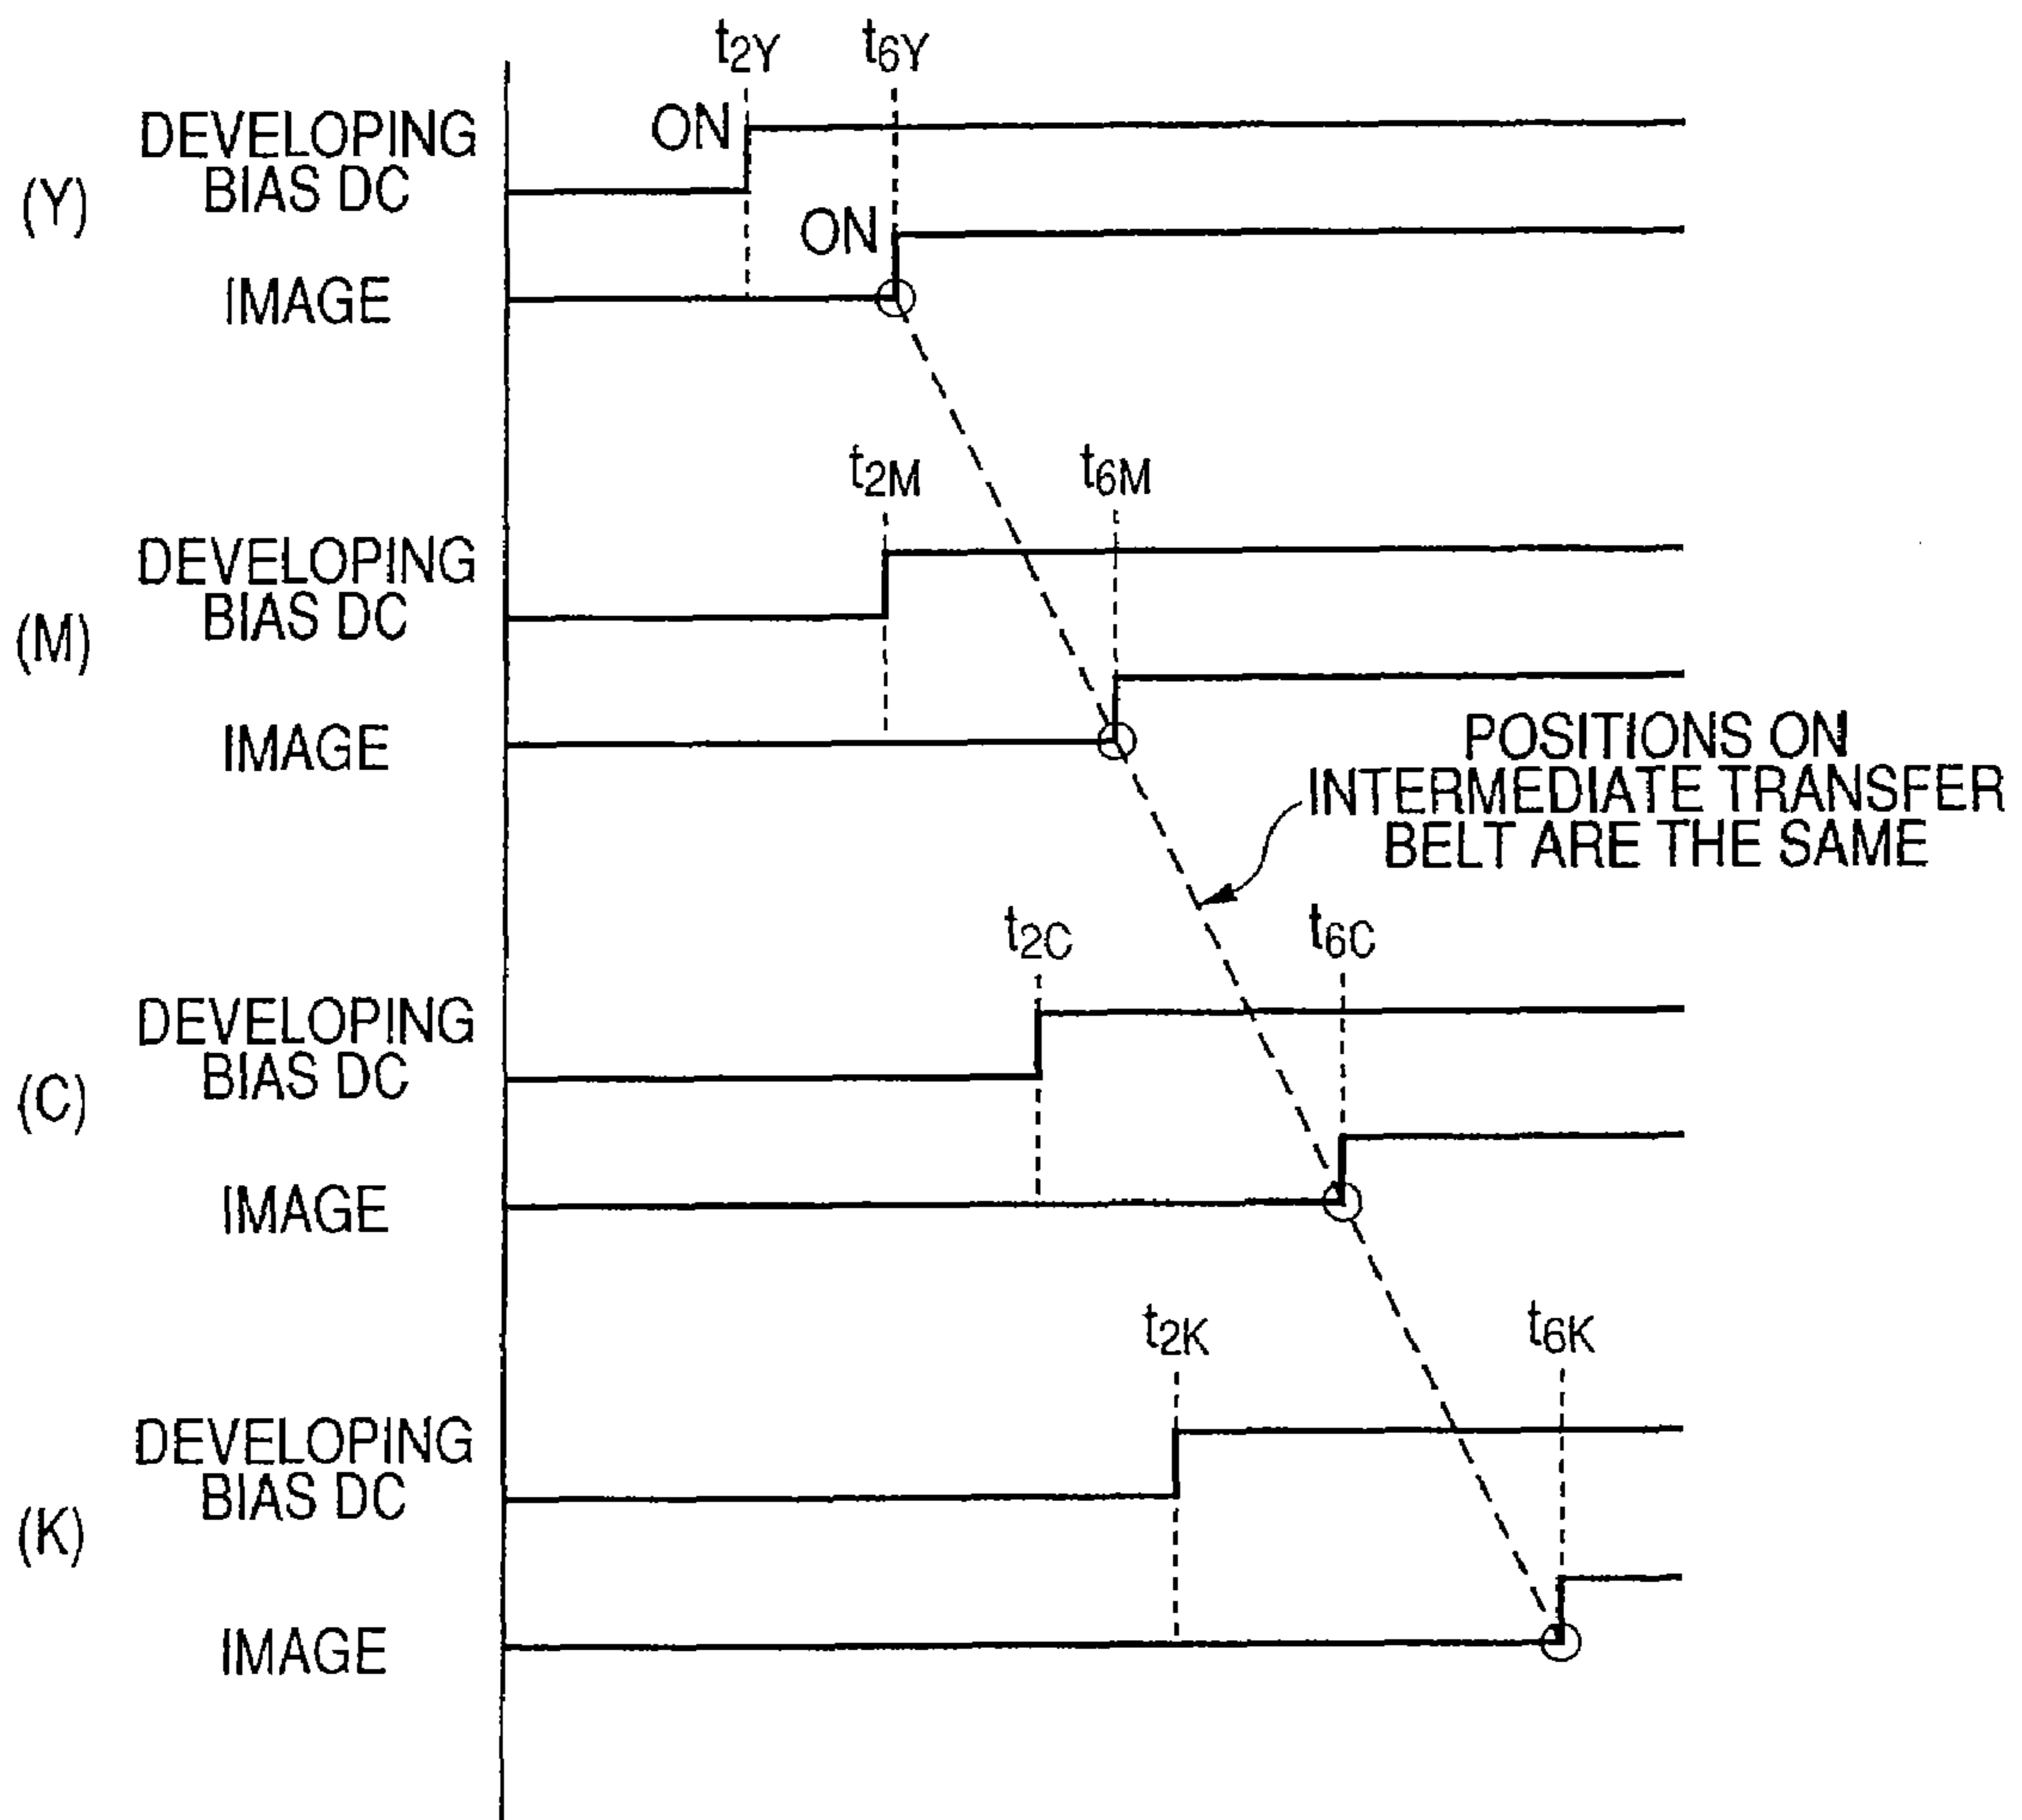 t2Y t6Y
ON
DEVELOPING
BIAS DC
(Y)
ON
IMAGE
t2M t6M
DEVELOPING
BIAS DC
(M)
IMAGE
POSITIONS ON
INTERMEDIATE TRANSFER
BELT ARE THE SAME
t2C t6C
DEVELOPING
BIAS DC
(C)
IMAGE
t2K t6K
DEVELOPING
BIAS DC
(K)
IMAGE